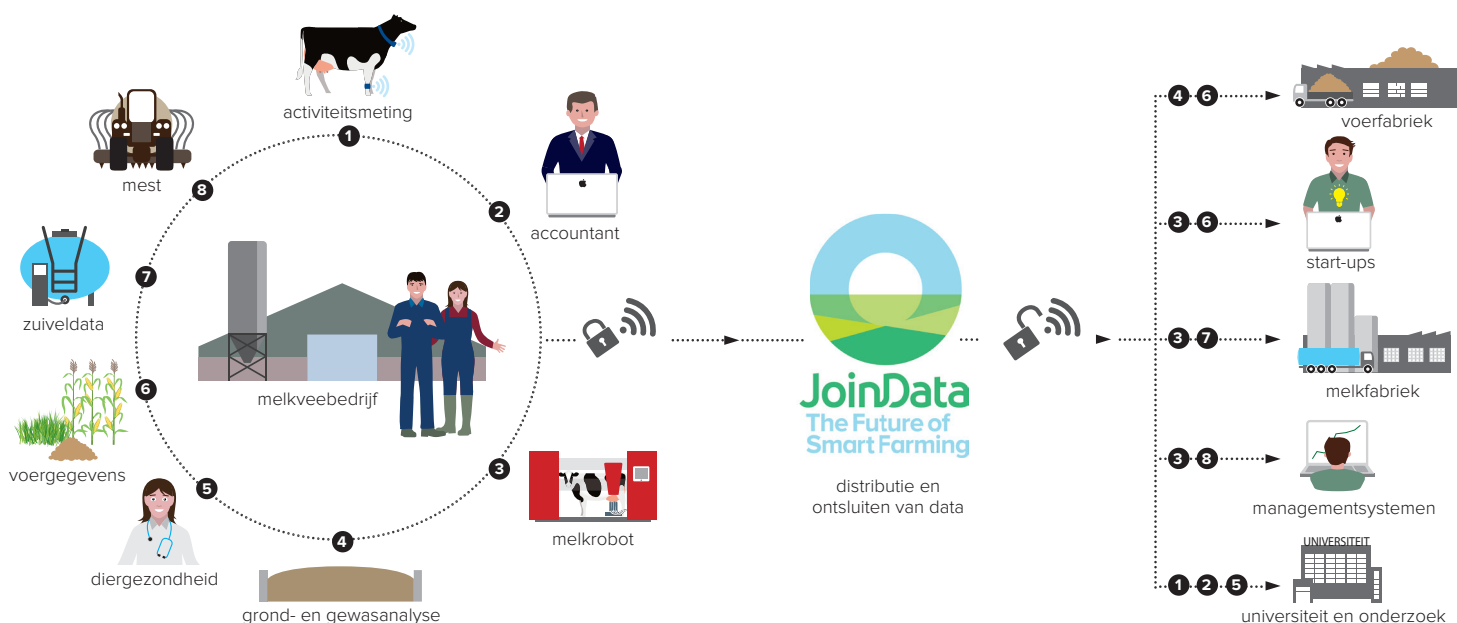 activiteitsmeting
1
accountant
2
melkrobot
3
grond- en gewasanalyse
4
diergezondheid
5
voergegevens
6
zuiveldata
7
mest
8
melkveebedrijf
JoinData
The Future of
Smart Farming
distributie en
ontsluiten van data
4 6
voerfabriek
3 6
start-ups
3 7
melkfabriek
3 8
managementsystemen
1 2 5
UNIVERSITEIT
universiteit en onderzoek